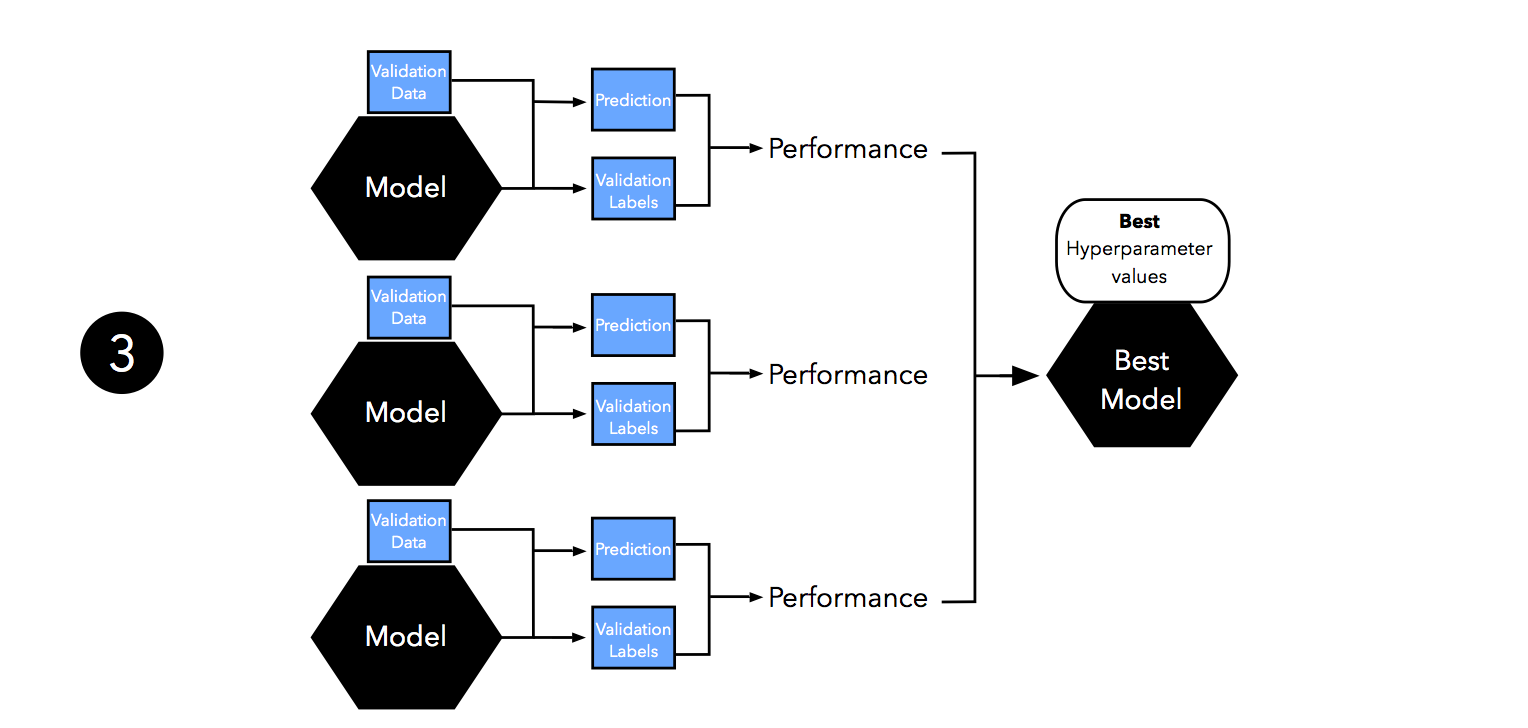 3
Validation
Data
Model
Prediction
Validation
Labels
Performance
Validation
Data
Model
Prediction
Validation
Labels
Performance
Validation
Data
Model
Prediction
Validation
Labels
Performance
Best
Hyperparameter
values
Best
Model